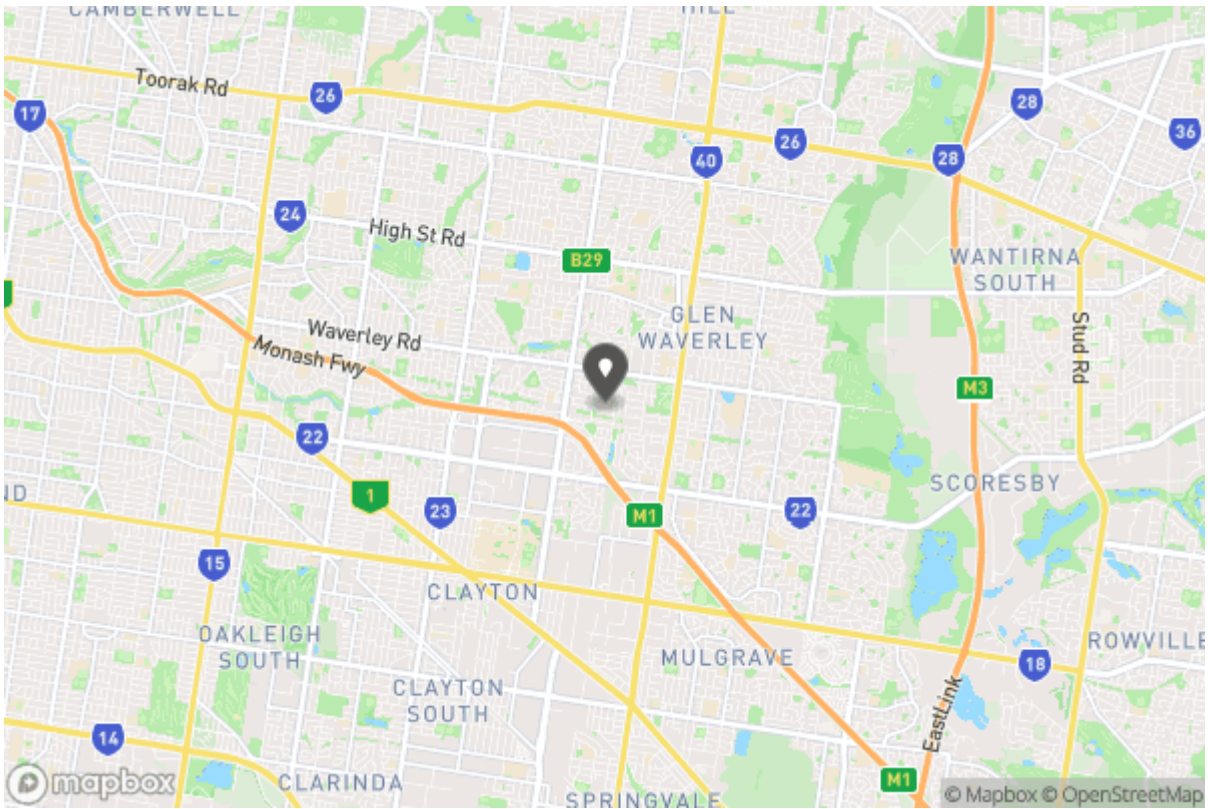 CAMBERWELL
HILL
Toorak Rd
26
17
28
36
26
40
28
24
High St Rd
B29
WANTIRNA
SOUTH
GLEN
WAVERLEY
Waverley Rd
Monash Fwy
Stud Rd
M3
22
1
SCORESBY
ND
23
M1
22
15
CLAYTON
OAKLEIGH
SOUTH
MULGRAVE
ROWVILLE
18
CLAYTON
SOUTH
EastLink
14
CLARINDA
M1
SPRINGVALE
mapbox
© Mapbox © OpenStreetMap